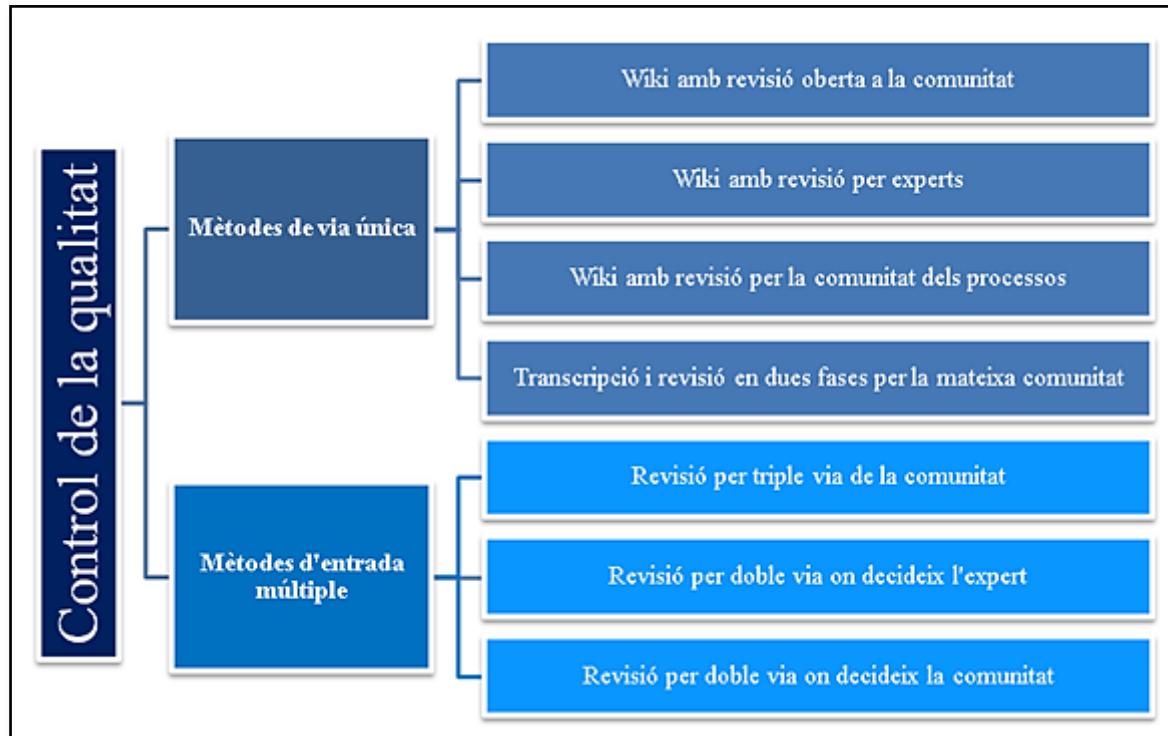 Control de la qualitat
Mètodes de via única
Wiki amb revisió oberta a la comunitat
Wiki amb revisió per experts
Wiki amb revisió per la comunitat dels processos
Transcripció i revisió en dues fases per la mateixa comunitat
Mètodes d'entrada
múltiple
Revisió per triple via de la comunitat
Revisió per doble via on decideix l'expert
Revisió per doble via on decideix la comunitat